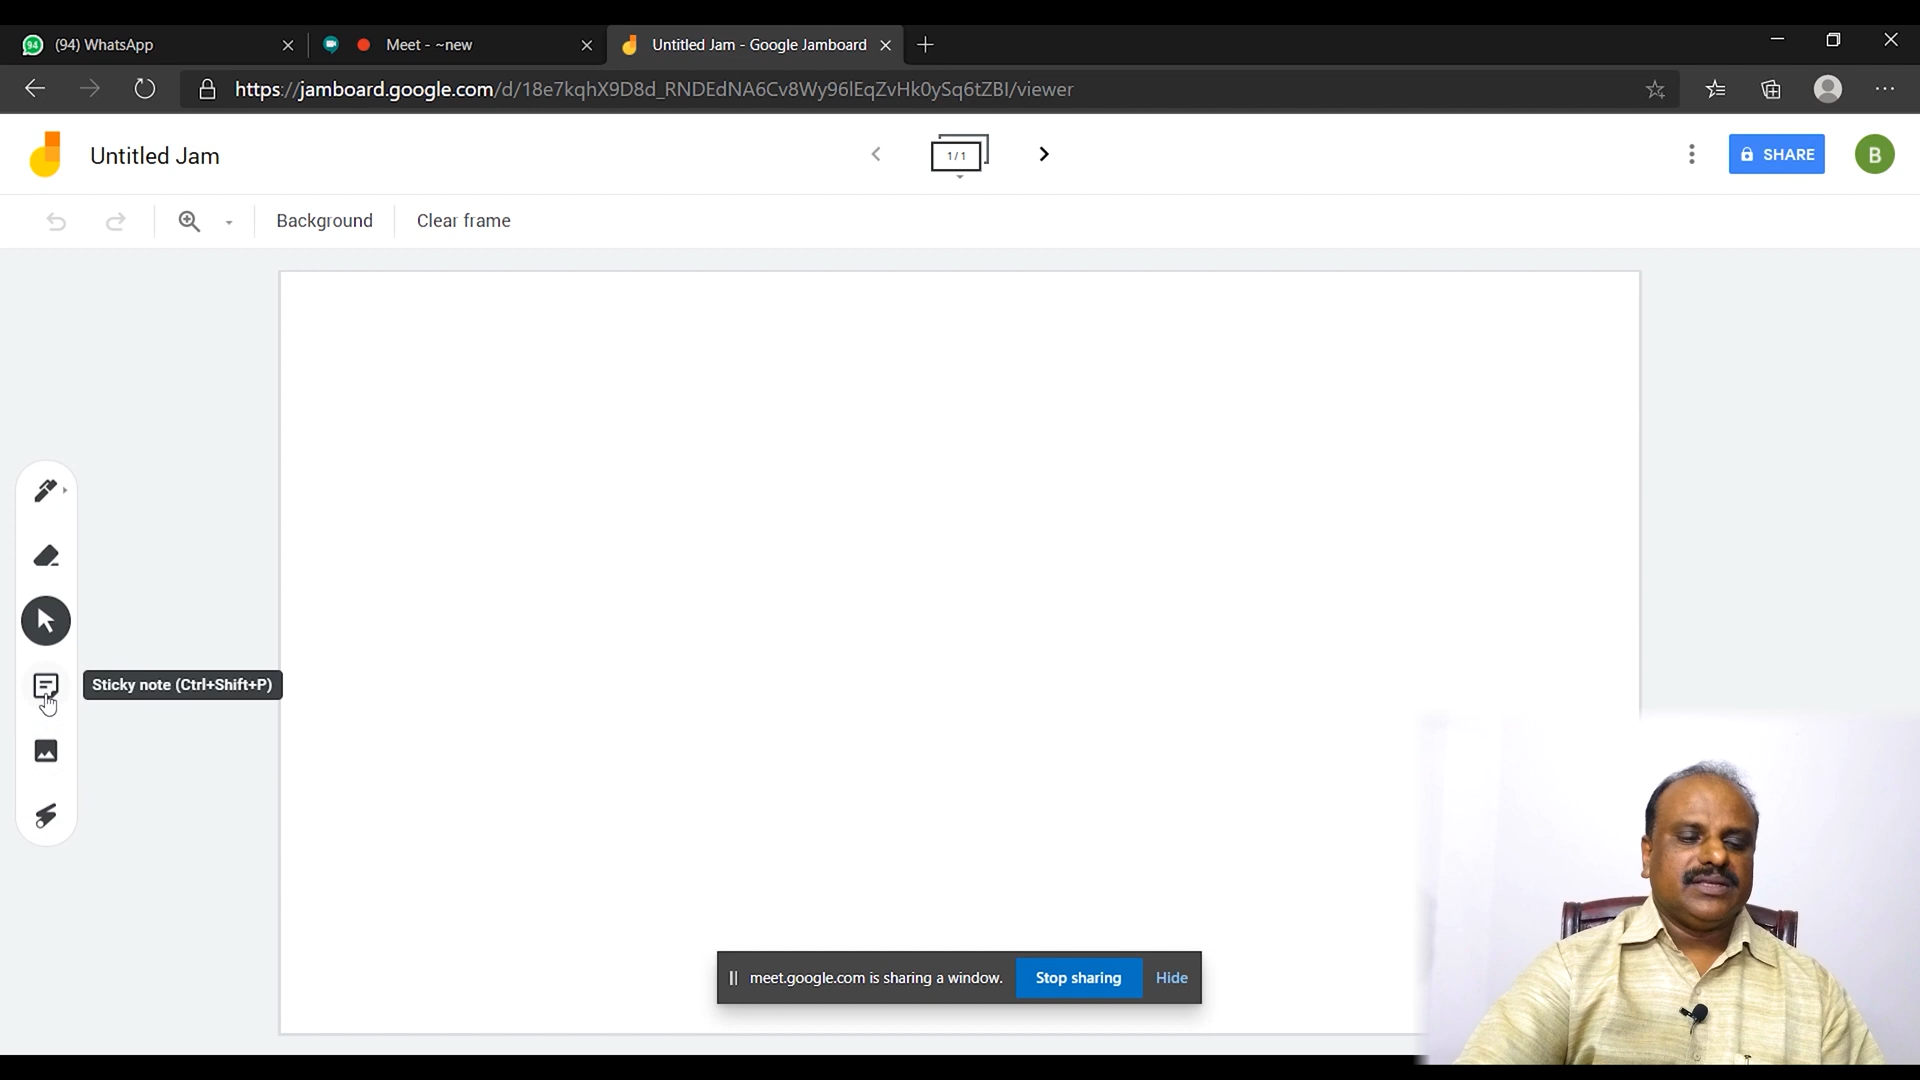 (94) WhatsApp
Meet - ~new
Untitled Jam - Google Jamboard
https://jamboard.google.com/d/18e7kqhX9D8d_RNDEdNA6Cv8Wy96lEqZvHk0ySq6tZBI/viewer
Untitled Jam
1/1
SHARE
B
Background
Clear frame
Sticky note (Ctrl+Shift+P)
meet.google.com is sharing a window.
Stop sharing
Hide